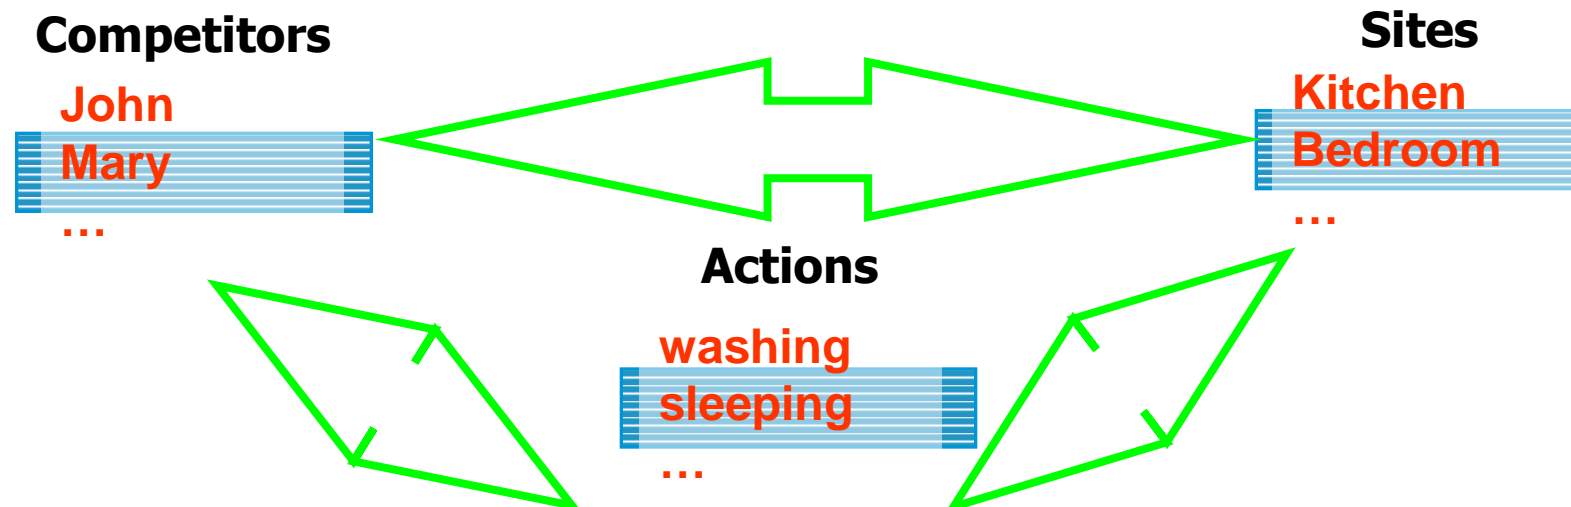 Competitors
John
Mary
…
Sites
Kitchen
Bedroom
…
Actions
washing
sleeping
…